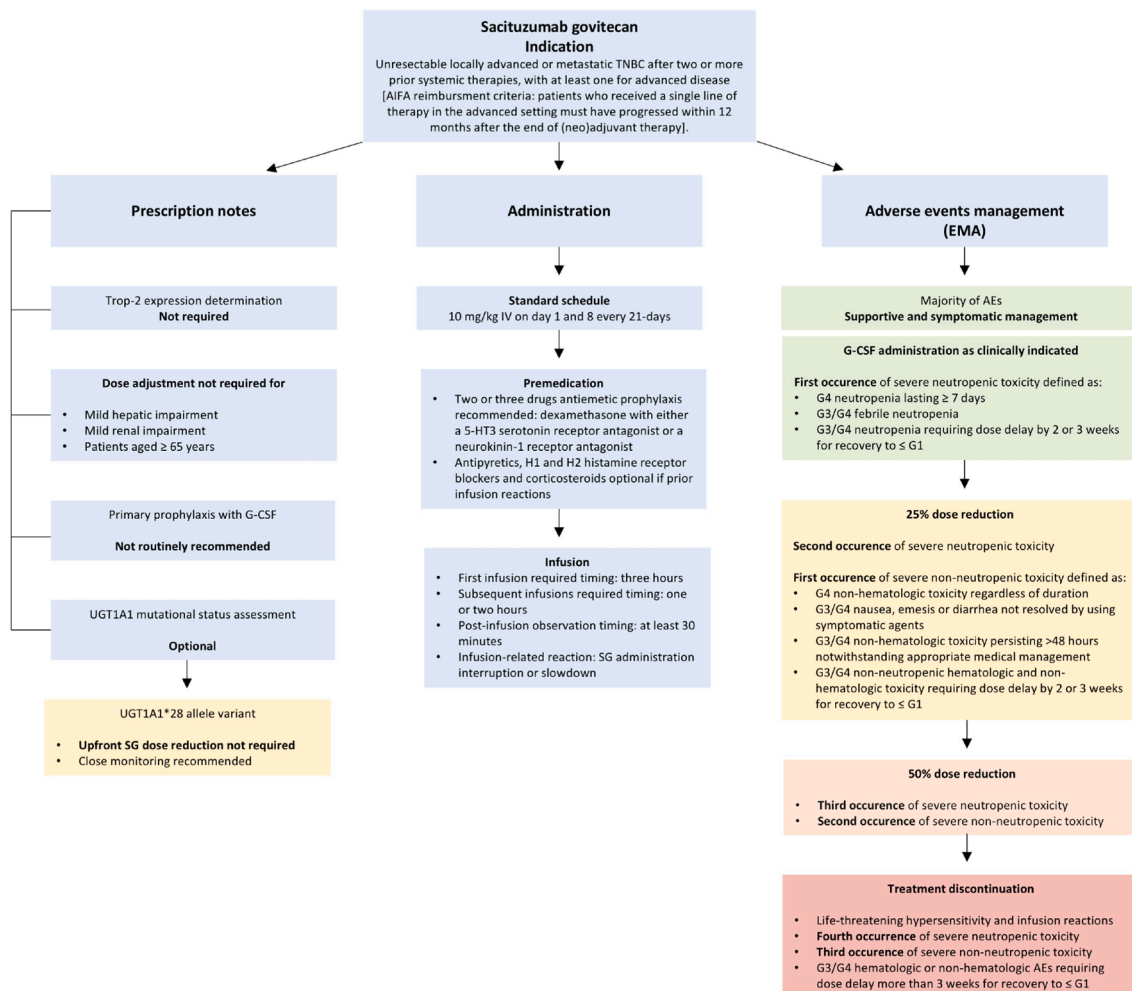 Sacituzumab govitecan
Indication
Unresectable locally advanced or metastatic TNBC after two or more
prior systemic therapies, with at least one for advanced disease
[AIFA reimbursment criteria: patients who received a single line of
therapy in the advanced setting must have progressed within 12
months after the end of (neo)adjuvant therapy].
Prescription notes
Trop-2 expression determination
Not required
Dose adjustment not required for
• Mild hepatic impairment
• Mild renal impairment
• Patients aged ≥ 65 years
Primary prophylaxis with G-CSF
Not routinely recommended
UGT1A1 mutational status assessment
Optional
UGT1A1*28 allele variant
• Upfront SG dose reduction not required
• Close monitoring recommended
Administration
Standard schedule
10 mg/kg IV on day 1 and 8 every 21-days
Premedication
• Two or three drugs antiemetic prophylaxis
recommended: dexamethasone with either
a 5-HT3 serotonin receptor antagonist or a
neurokinin-1 receptor antagonist
• Antipyretics, H1 and H2 histamine receptor
blockers and corticosteroids optional if prior
infusion reactions
Infusion
• First infusion required timing: three hours
• Subsequent infusions required timing: one
or two hours
• Post-infusion observation timing: at least 30
minutes
• Infusion-related reaction: SG administration
interruption or slowdown
Adverse events management
(EMA)
Majority of AEs
Supportive and symptomatic management
G-CSF administration as clinically indicated
First occurence of severe neutropenic toxicity defined as:
• G4 neutropenia lasting ≥ 7 days
• G3/G4 febrile neutropenia
• G3/G4 neutropenia requiring dose delay by 2 or 3 weeks
for recovery to ≤ G1
25% dose reduction
Second occurence of severe neutropenic toxicity
First occurence of severe non-neutropenic toxicity defined as:
• G4 non-hematologic toxicity regardless of duration
• G3/G4 nausea, emesis or diarrhea not resolved by using
symptomatic agents
• G3/G4 non-hematologic toxicity persisting >48 hours
notwithstanding appropriate medical management
• G3/G4 non-neutropenic hematologic and non-
hematologic toxicity requiring dose delay by 2 or 3 weeks
for recovery to ≤ G1
50% dose reduction
• Third occurence of severe neutropenic toxicity
• Second occurence of severe non-neutropenic toxicity
Treatment discontinuation
• Life-threatening hypersensitivity and infusion reactions
• Fourth occurrence of severe neutropenic toxicity
• Third occurence of severe non-neutropenic toxicity
• G3/G4 hematologic or non-hematologic AEs requiring
dose delay more than 3 weeks for recovery to ≤ G1